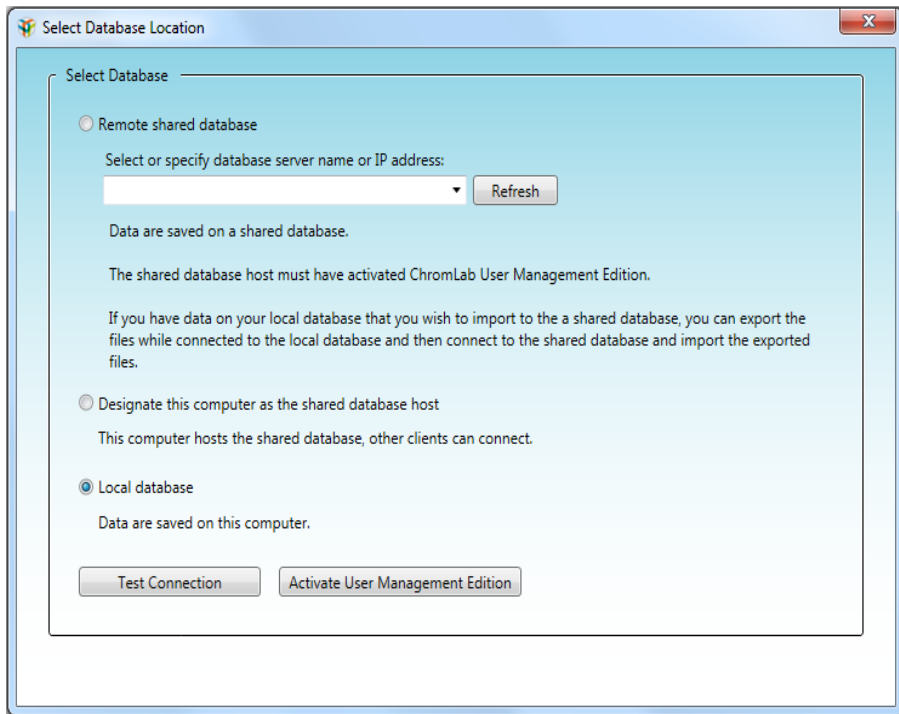 Select Database Location
X
Select Database
Remote shared database
Select or specify database server name or IP address:
Refresh
Data are saved on a shared database.
The shared database host must have activated ChromLab User Management Edition.
If you have data on your local database that you wish to import to the a shared database, you can export the
files while connected to the local database and then connect to the shared database and import the exported
files.
Designate this computer as the shared database host
This computer hosts the shared database, other clients can connect.
Local database
Data are saved on this computer.
Test Connection
Activate User Management Edition